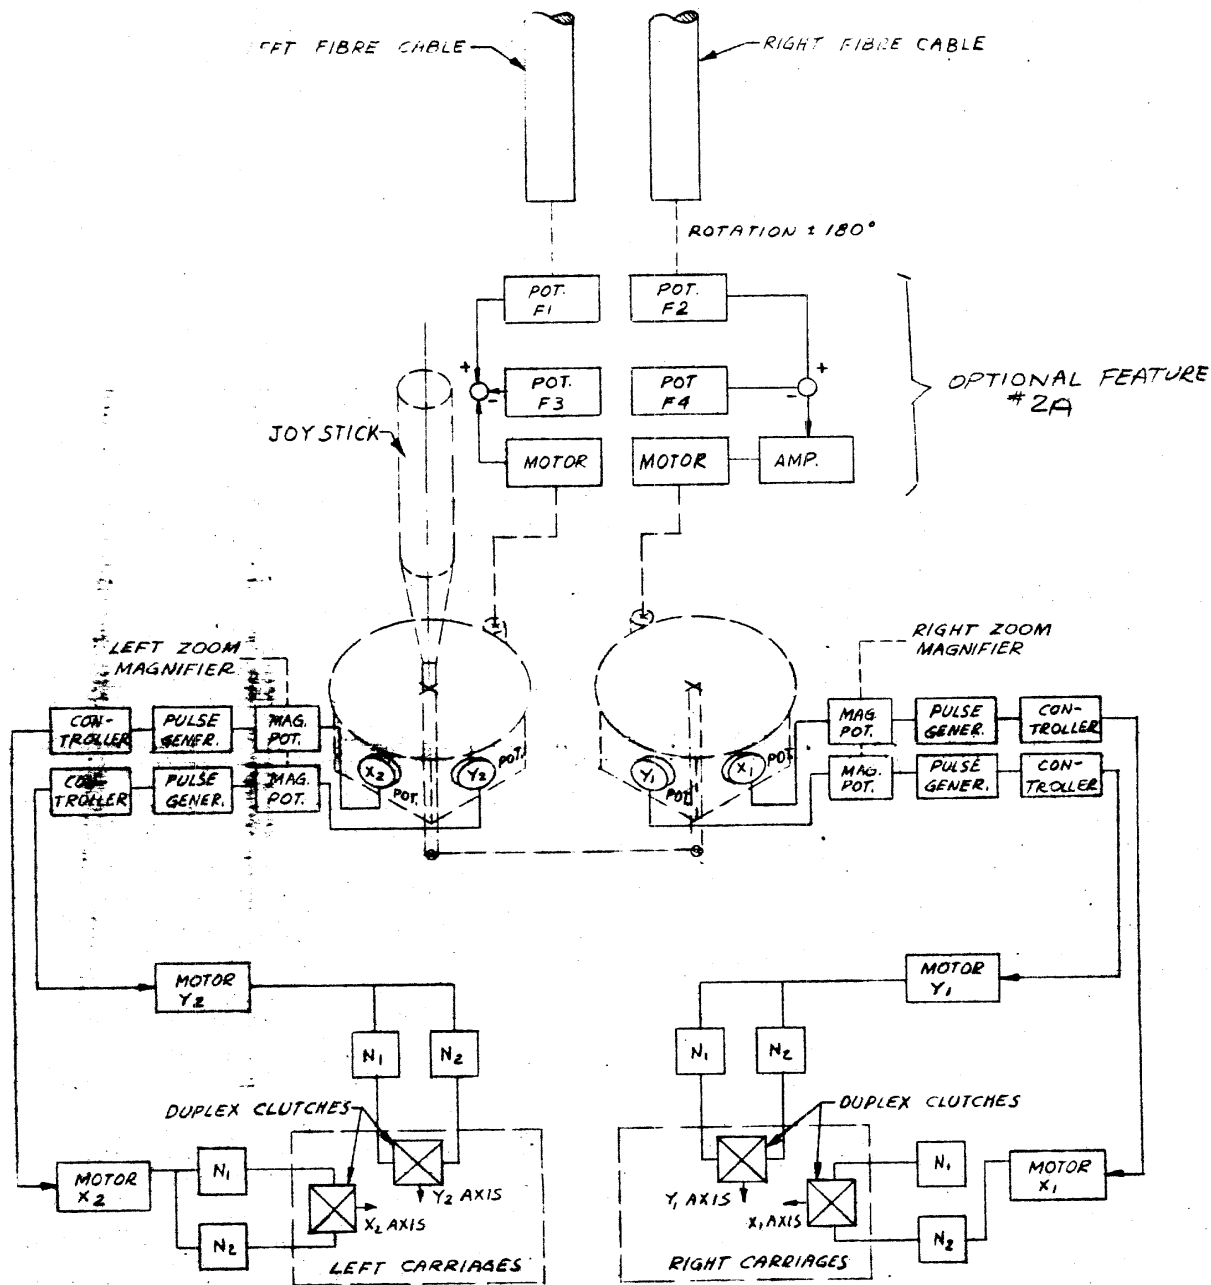 FT FIBRE CABLE
RIGHT FIBRE CABLE
ROTATION ± 180°
POT.
F1
POT.
F2
+
+
POT.
F3
-
POT
F4
-
OPTIONAL FEATURE
#2A
JOYSTICK
MOTOR
MOTOR
AMP.
LEFT ZOOM
MAGNIFIER
RIGHT ZOOM
MAGNIFIER
CON-
TROLLER
PULSE
GENER.
MAG.
POT.
MAG.
POT.
PULSE
GENER.
CON-
TROLLER
CON-
TROLLER
PULSE
GENER.
MAG.
POT.
X2
POT.
Y2
POT.
Y1
POT.
X1
POT.
MAG.
POT.
PULSE
GENER.
CON-
TROLLER
MOTOR
Y2
MOTOR
Y1
N1
N2
N1
N2
DUPLEX CLUTCHES
DUPLEX CLUTCHES
MOTOR
X2
N1
N2
Y2 AXIS
X2 AXIS
LEFT CARRIAGES
Y1 AXIS
X1 AXIS
RIGHT CARRIAGES
N1
N2
MOTOR
X1